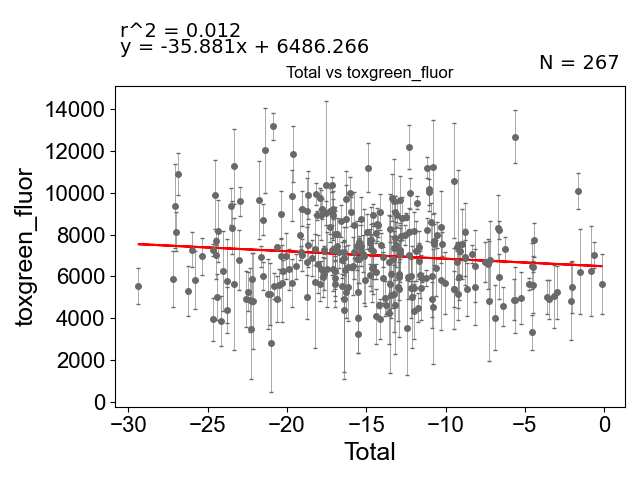 r^2 = 0.012
y = -35.881x + 6486.266
N = 267
Total vs toxgreen_fluor
14000
12000
10000
8000
6000
4000
2000
0
toxgreen_fluor
−30 −25 −20 −15 −10 −5 0
Total